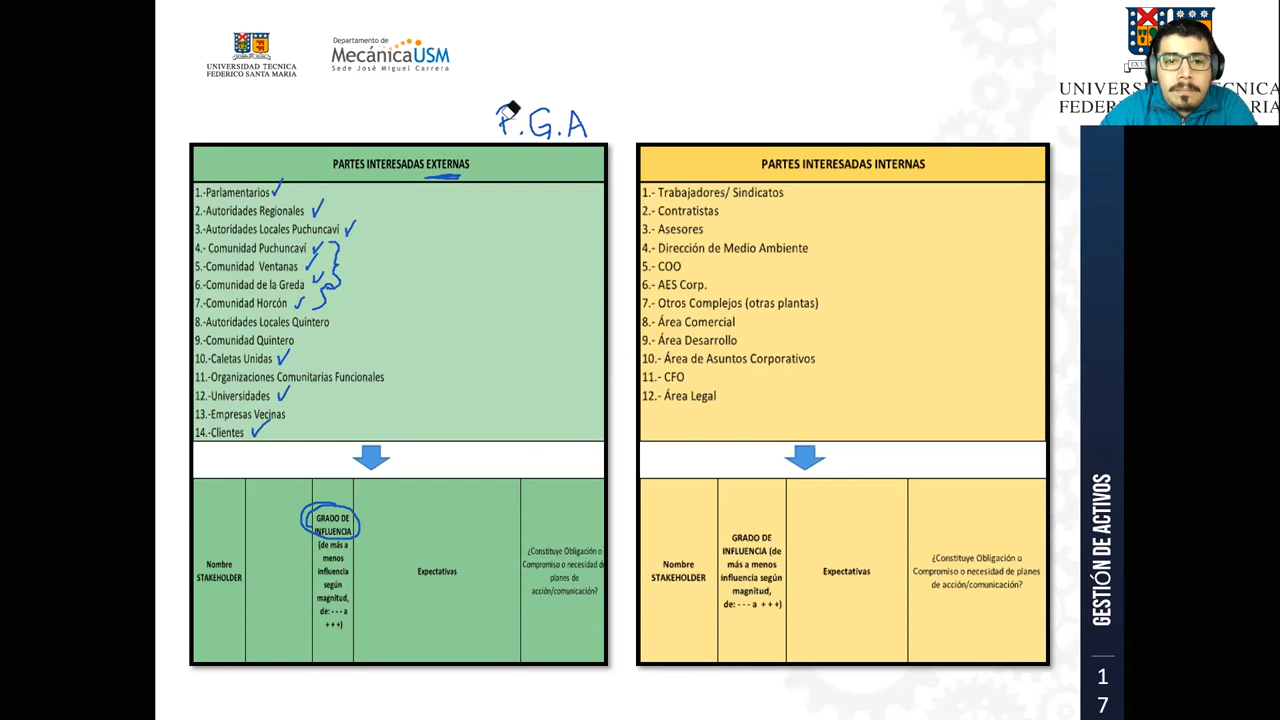 UNIVERSIDAD TECNICA
FEDERICO SANTA MARIA
Departamento de
MecánicaUSM
Sede José Miguel Carrera
P.G.A
PARTES INTERESADAS EXTERNAS
1.-Parlamentarios
2.-Autoridades Regionales
3.-Autoridades Locales Puchuncaví
4.- Comunidad Puchuncaví
5.-Comunidad Ventanas
6.-Comunidad de la Greda
7.-Comunidad Horcón
8.-Autoridades Locales Quintero
9.-Comunidad Quintero
10.-Caletas Unidas
11.-Organizaciones Comunitarias Funcionales
12.-Universidades
13.-Empresas Vecinas
14.-Clientes
Nombre
STAKEHOLDER
GRADO DE
INFLUENCIA
(de más a
menos
influencia
según
magnitud,
de: - - - a
+ + +)
Expectativas
¿Constituye Obligación o
Compromiso o necesidad de
planes de
acción/comunicación?
PARTES INTERESADAS INTERNAS
1.- Trabajadores/ Sindicatos
2.- Contratistas
3.- Asesores
4.- Dirección de Medio Ambiente
5.- COO
6.- AES Corp.
7.- Otros Complejos (otras plantas)
8.- Área Comercial
9.- Área Desarrollo
10.- Área de Asuntos Corporativos
11.- CFO
12.- Área Legal
Nombre
STAKEHOLDER
GRADO DE
INFLUENCIA (de
más a menos
influencia según
magnitud,
de: - - - a + + +)
Expectativas
¿Constituye Obligación o
Compromiso o necesidad de planes
de acción/comunicación?
UNIVERSIDAD TECNICA
FEDERICO SANTA MARIA
GESTIÓN DE ACTIVOS
1
7